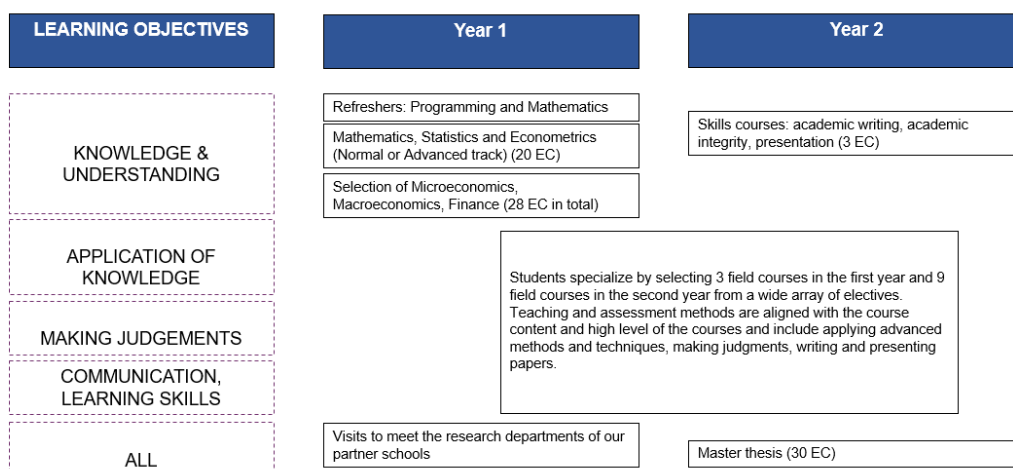 LEARNING OBJECTIVES
Year 1
Year 2
KNOWLEDGE &
UNDERSTANDING
Refreshers: Programming and Mathematics
Mathematics, Statistics and Econometrics
(Normal or Advanced track) (20 EC)
Selection of Microeconomics,
Macroeconomics, Finance (28 EC in total)
Skills courses: academic writing, academic
integrity, presentation (3 EC)
APPLICATION OF
KNOWLEDGE
MAKING JUDGEMENTS
COMMUNICATION,
LEARNING SKILLS
Students specialize by selecting 3 field courses in the first year and 9
field courses in the second year from a wide array of electives.
Teaching and assessment methods are aligned with the course
content and high level of the courses and include applying advanced
methods and techniques, making judgments, writing and presenting
papers.
ALL
Visits to meet the research departments of our
partner schools
Master thesis (30 EC)